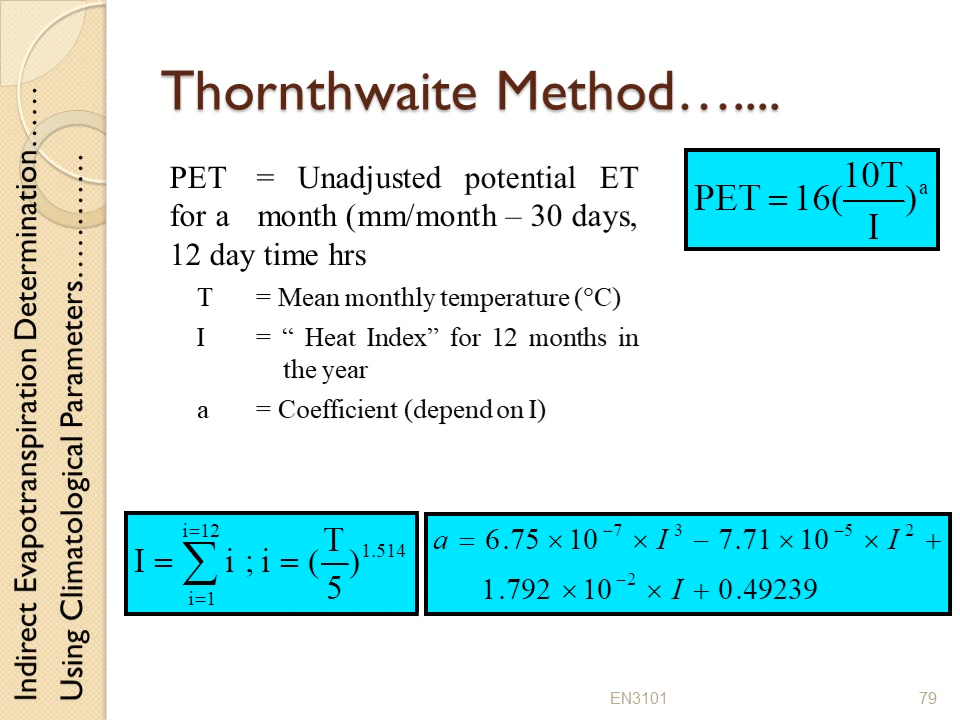 Indirect Evapotranspiration Determination……
Using Climatological Parameters…………
Thornthwaite Method…....
PET = Unadjusted potential ET
for a month (mm/month – 30 days,
12 day time hrs
T = Mean monthly temperature (°C)
I = “ Heat Index” for 12 months in
the year
a = Coefficient (depend on I)
PET = 16(10T/I)^a
I = ∑_{i=1}^{i=12} i ; i = (T/5)^1.514
a = 6.75 × 10^−7 × I^3 − 7.71 × 10^−5 × I^2 +
1.792 × 10^−2 × I + 0.49239
EN3101 79